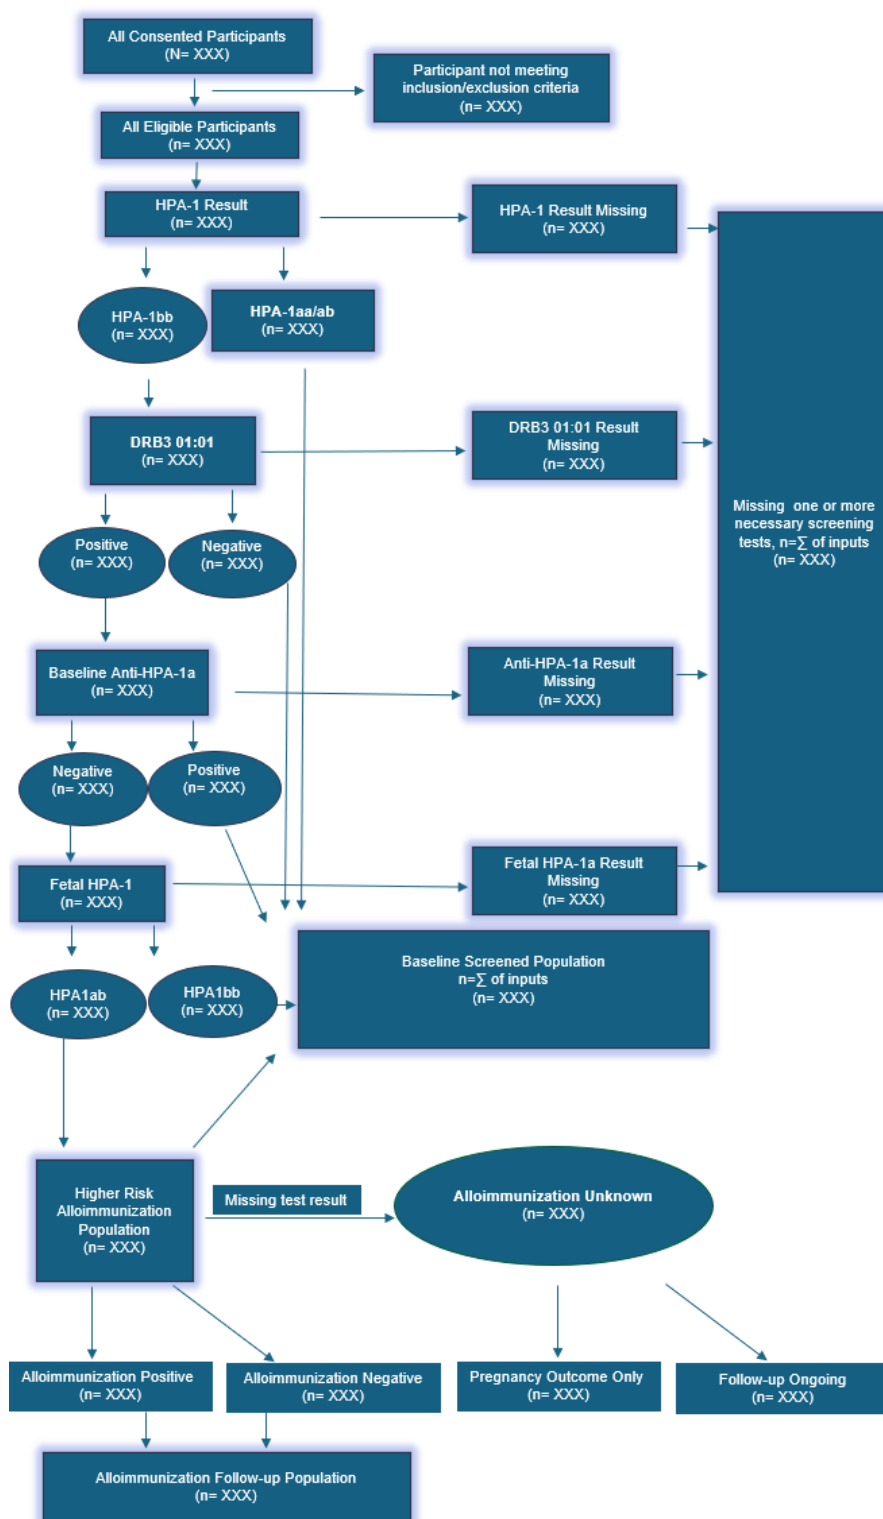 All Consented Participants
(N= XXX)
Participant not meeting
inclusion/exclusion criteria
(n= XXX)
All Eligible Participants
(n= XXX)
HPA-1 Result
(n= XXX)
HPA-1 Result Missing
(n= XXX)
HPA-1bb
(n= XXX)
HPA-1aa/ab
(n= XXX)
DRB3 01:01
(n= XXX)
DRB3 01:01 Result
Missing
(n= XXX)
Missing one or more
necessary screening
tests, n=∑ of inputs
(n= XXX)
Positive
(n= XXX)
Negative
(n= XXX)
Baseline Anti-HPA-1a
(n= XXX)
Anti-HPA-1a Result
Missing
(n= XXX)
Negative
(n= XXX)
Positive
(n= XXX)
Fetal HPA-1
(n= XXX)
Fetal HPA-1a Result
Missing
(n= XXX)
HPA1ab
(n= XXX)
HPA1bb
(n= XXX)
Baseline Screened Population
n=∑ of inputs
(n= XXX)
Higher Risk
Alloimmunization
Population
(n= XXX)
Missing test result
Alloimmunization Unknown
(n= XXX)
Alloimmunization Positive
(n= XXX)
Alloimmunization Negative
(n= XXX)
Pregnancy Outcome Only
(n= XXX)
Follow-up Ongoing
(n= XXX)
Alloimmunization Follow-up Population
(n= XXX)